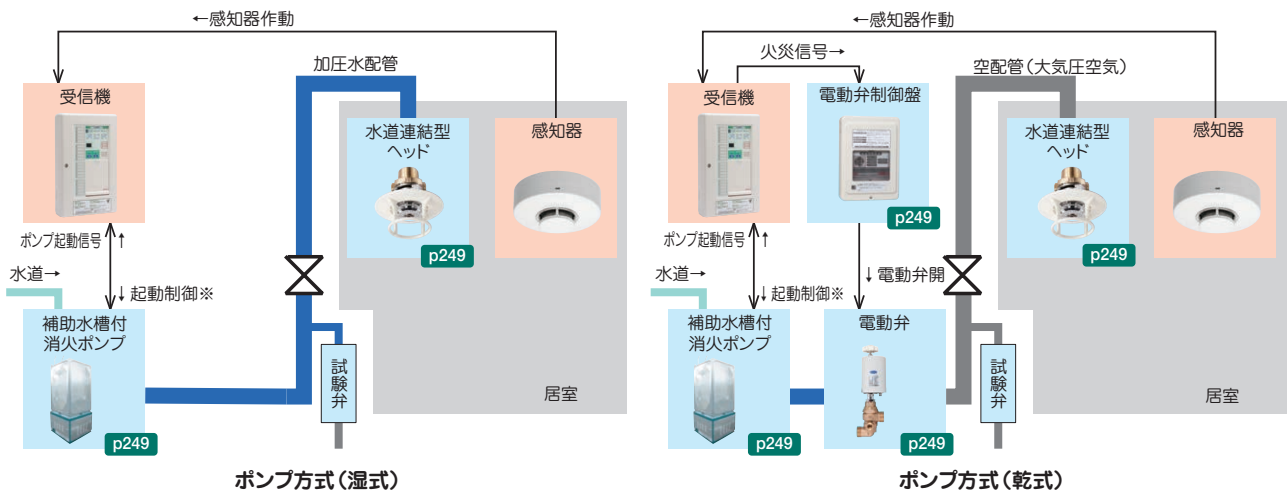 ←感知器作動
加圧水配管
受信機
水道連結型
ヘッド
感知器
p249
ポンプ起動信号↑
水道→
↓起動制御※
補助水槽付
消火ポンプ
試験弁
居室
p249
ポンプ方式（湿式）
←感知器作動
火災信号→
空配管（大気圧空気）
受信機
電動弁制御盤
水道連結型
ヘッド
感知器
p249
p249
ポンプ起動信号↑
水道→
↓起動制御※
↓電動弁開
補助水槽付
消火ポンプ
電動弁
試験弁
居室
p249
p249
ポンプ方式（乾式）